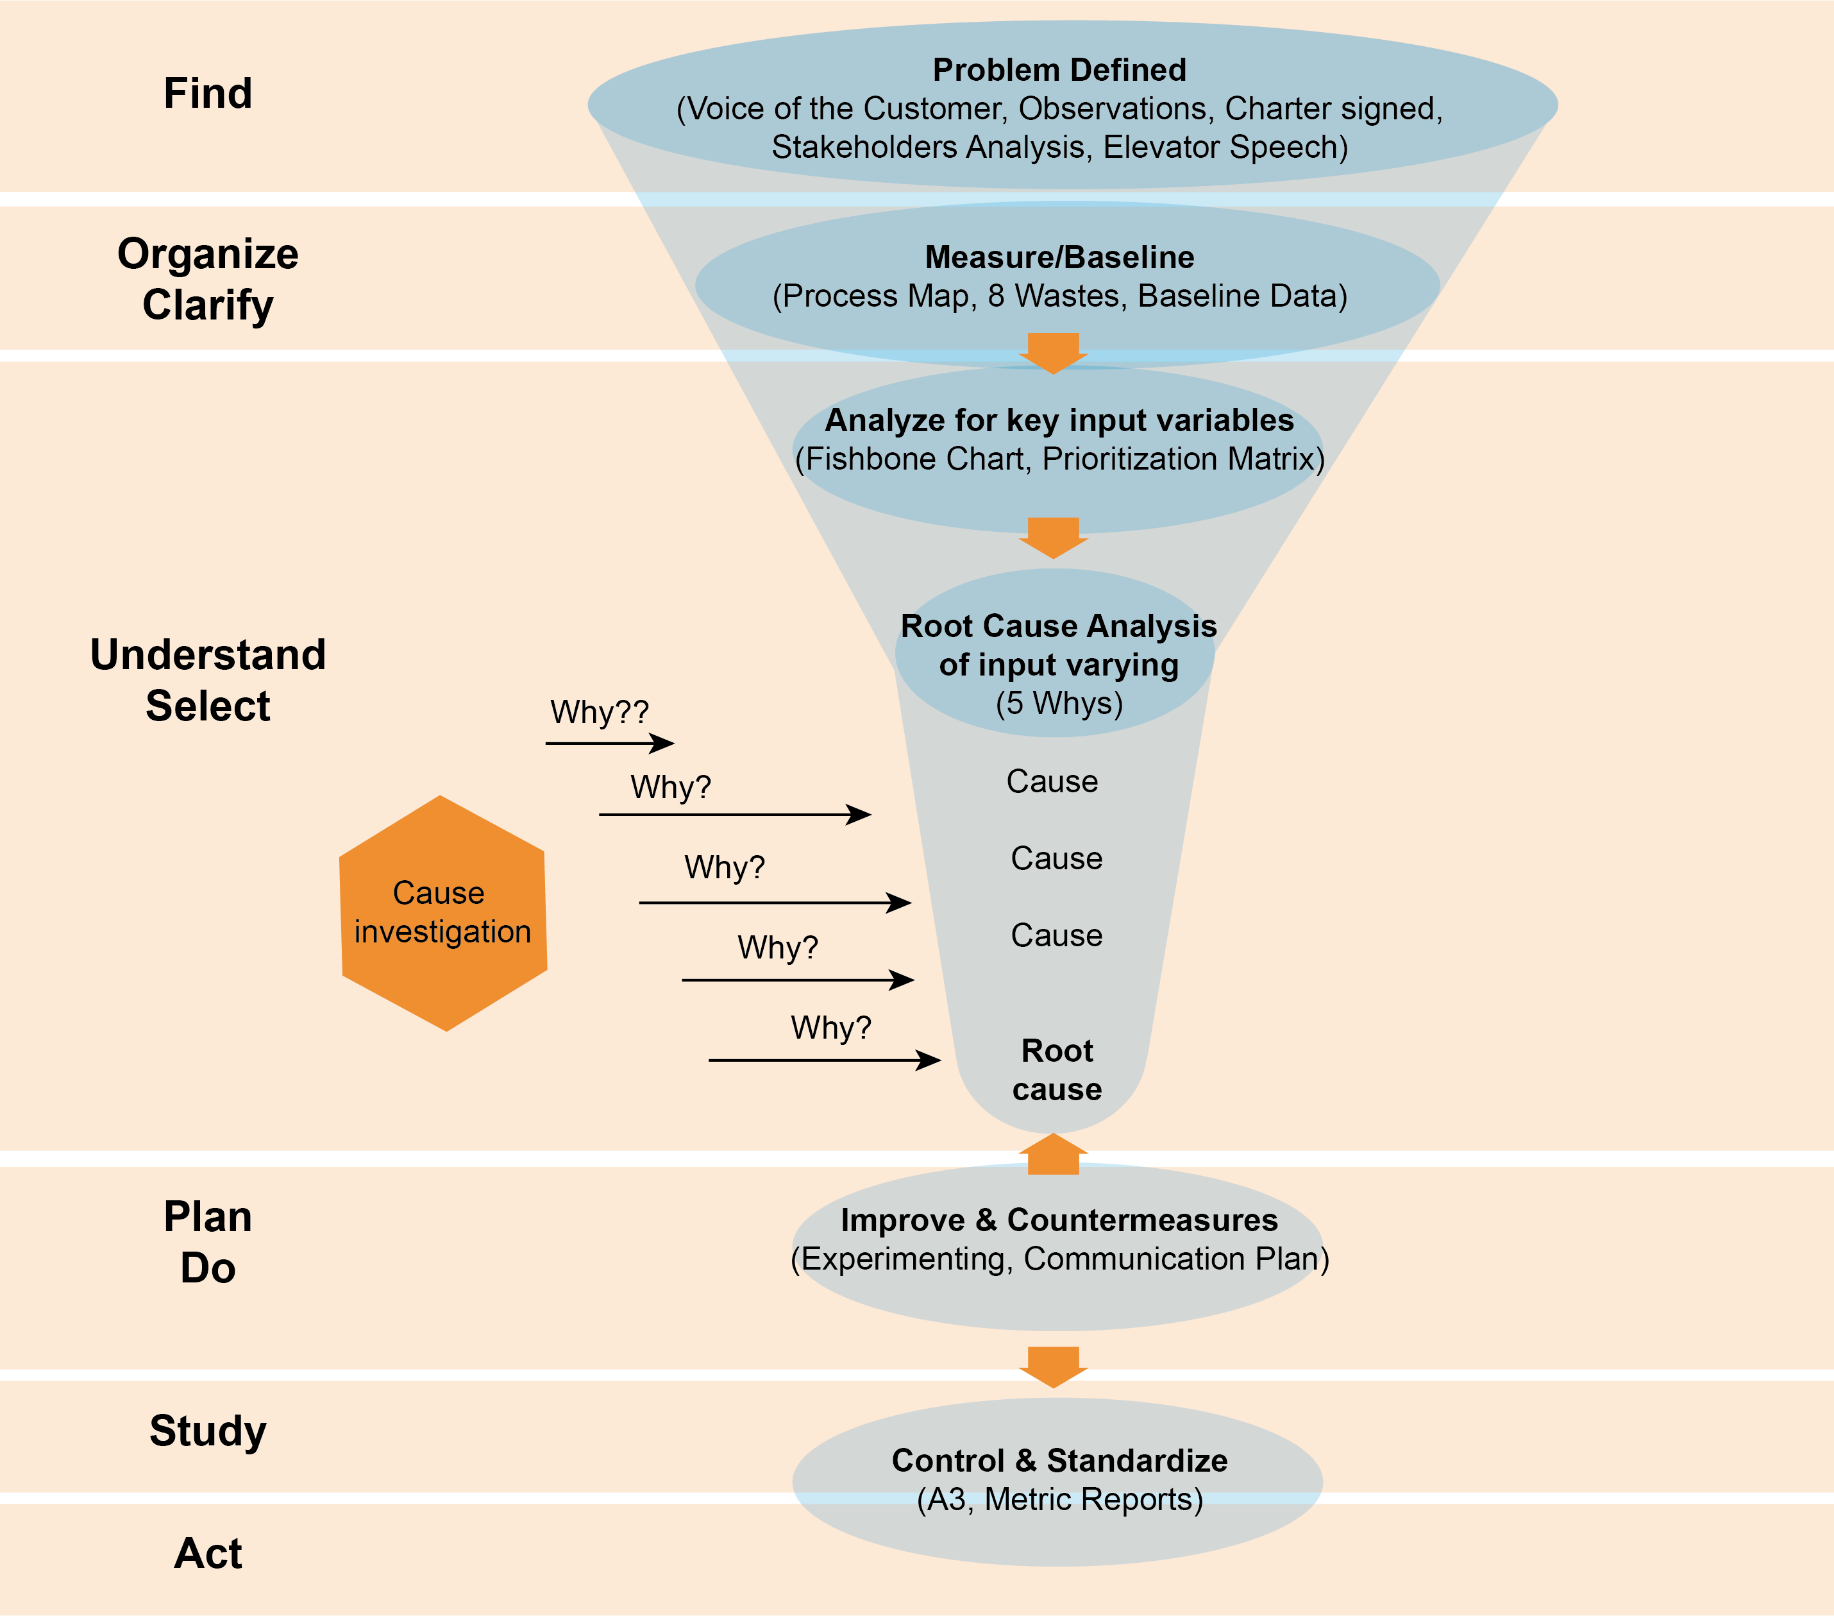 Find
Problem Defined
(Voice of the Customer, Observations, Charter signed,
Stakeholders Analysis, Elevator Speech)
Organize
Clarify
Measure/Baseline
(Process Map, 8 Wastes, Baseline Data)
Analyze for key input variables
(Fishbone Chart, Prioritization Matrix)
Understand
Select
Root Cause Analysis
of input varying
(5 Whys)
Why??
Why?
Why?
Why?
Why?
Cause
investigation
Cause
Cause
Cause
Root
cause
Plan
Do
Improve & Countermeasures
(Experimenting, Communication Plan)
Study
Control & Standardize
(A3, Metric Reports)
Act